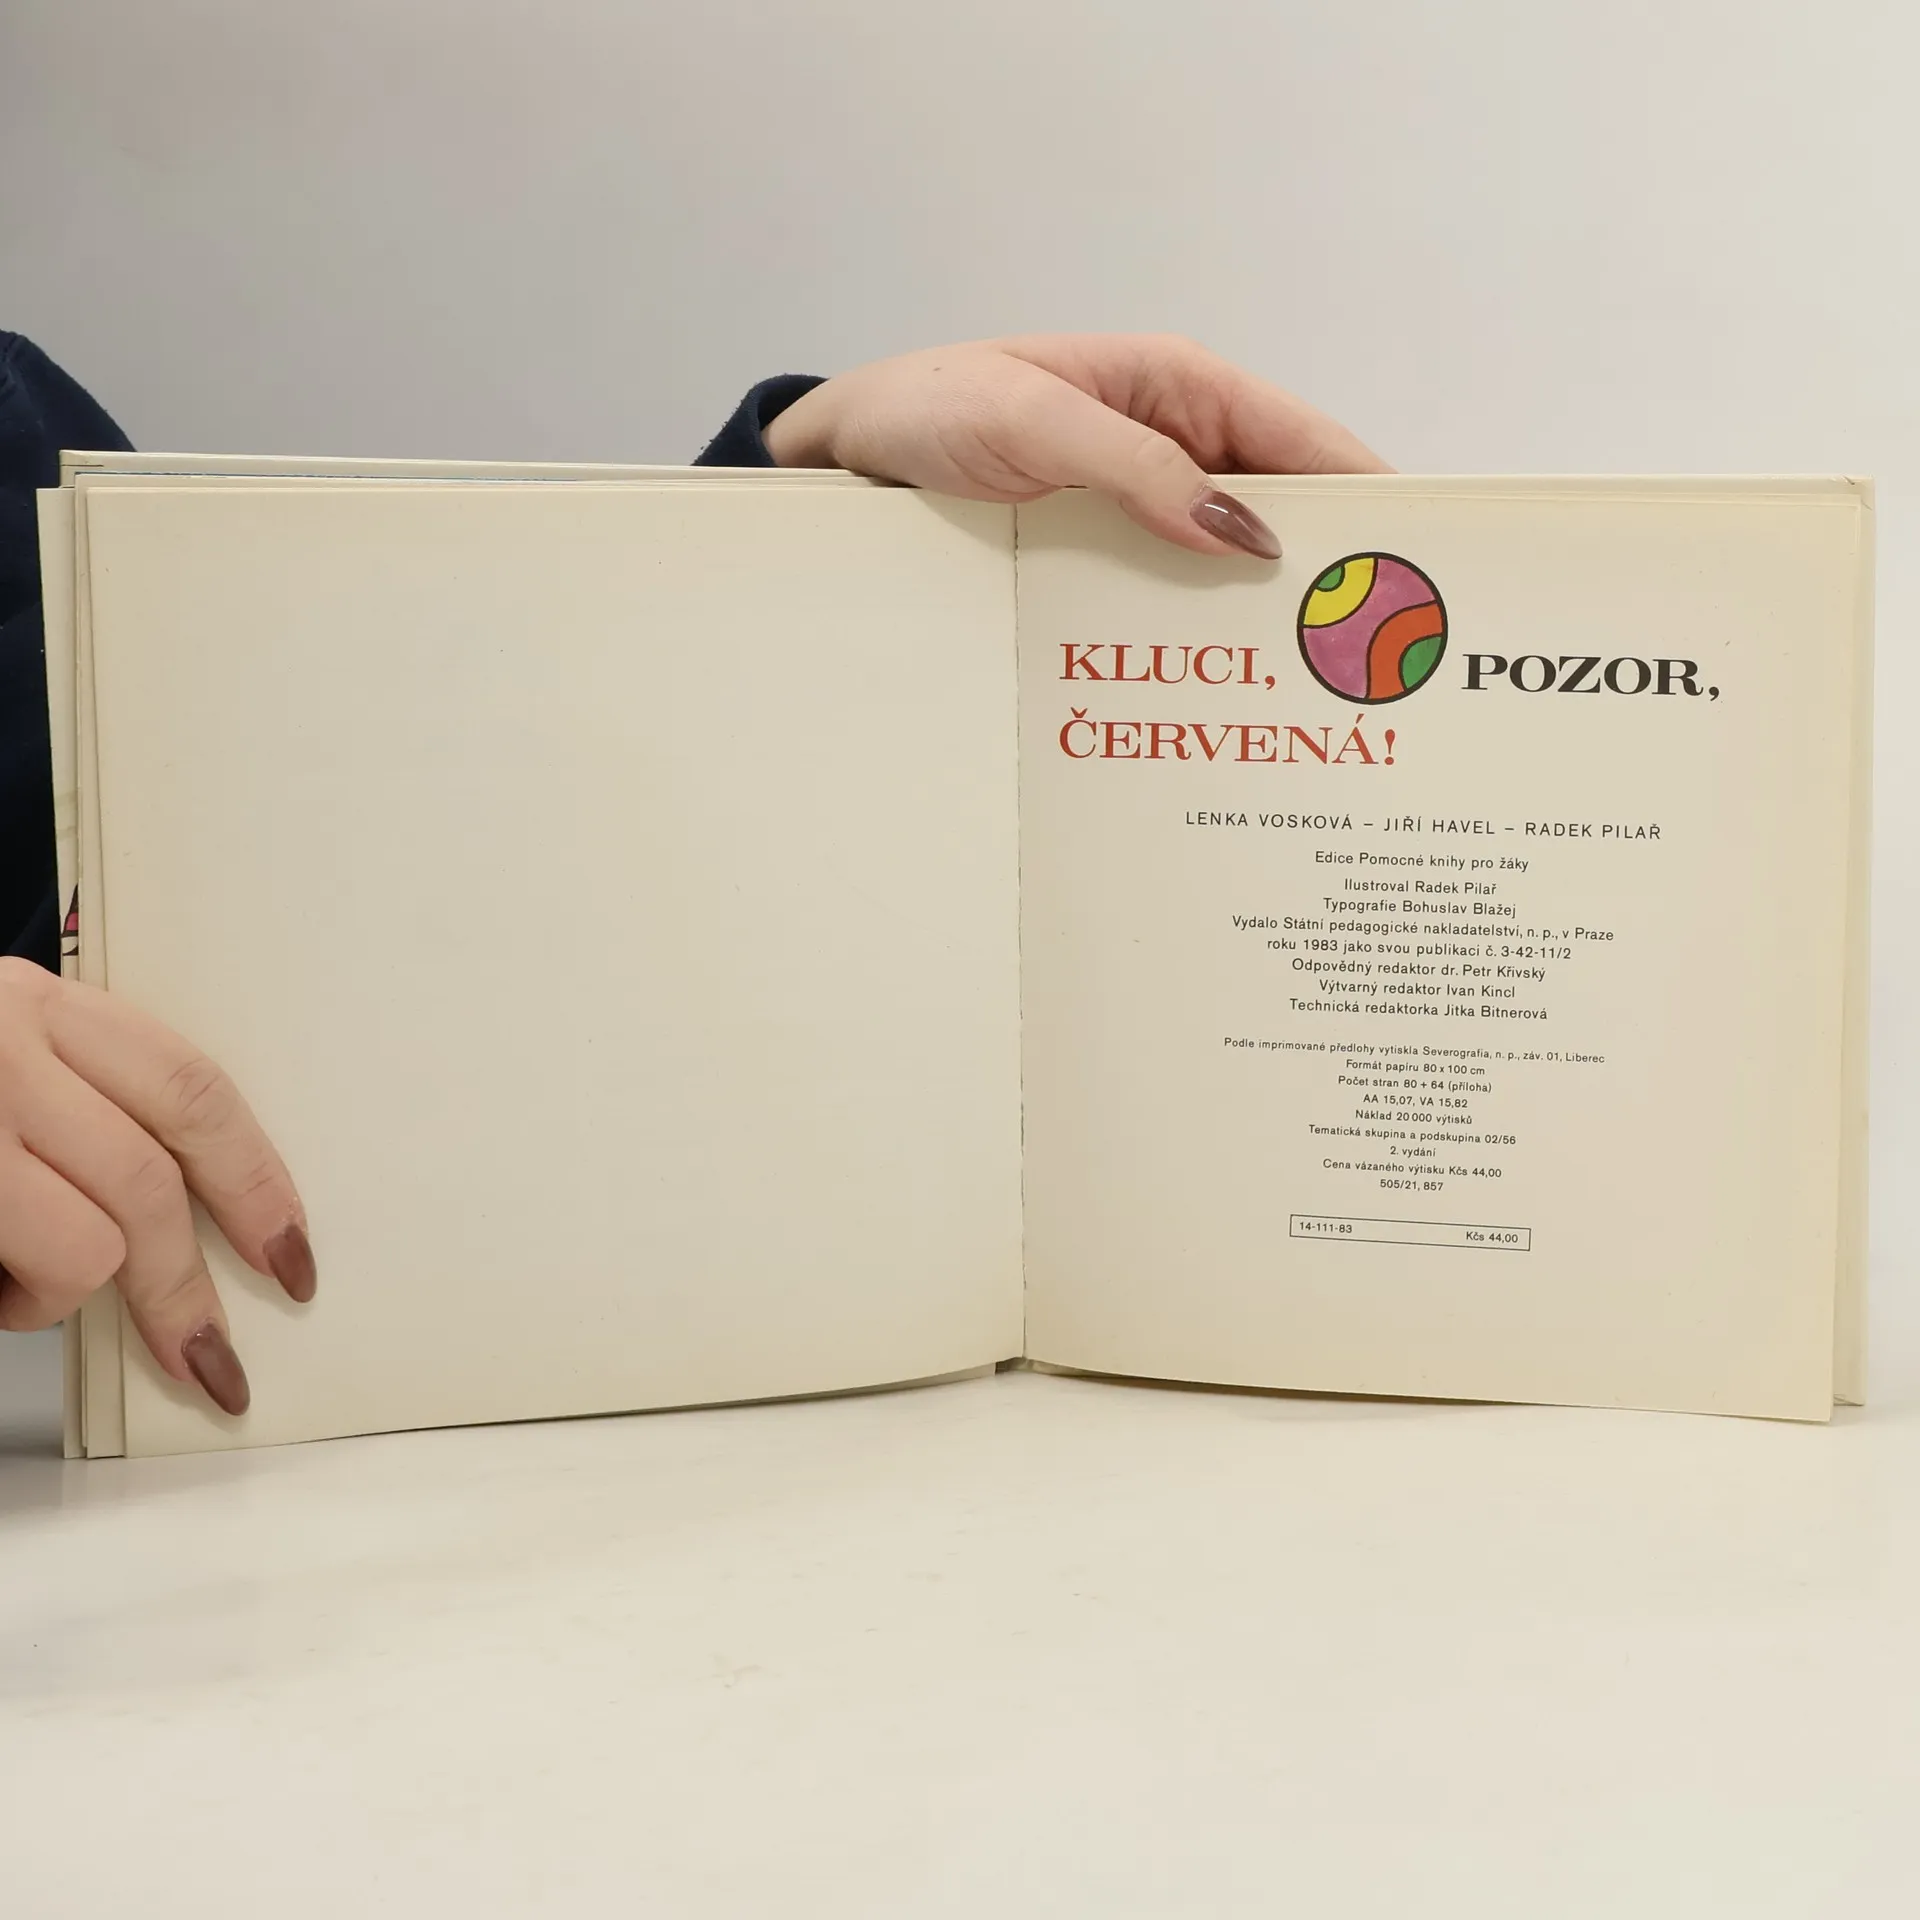 KLUCI, POZOR,
ČERVENÁ!
LENKA VOSKOVÁ – JIŘÍ HAVEL – RADEK PILAŘ
Edice Pomocné knihy pro žáky
Ilustroval Radek Pilař
Typografie Bohuslav Blažej
Vydalo Státní pedagogické nakladatelství, n. p., v Praze
roku 1983 jako svou publikaci č. 3-42-11/2
Odpovědný redaktor dr. Petr Křivský
Výtvarný redaktor Ivan Kincl
Technická redaktorka Jitka Bitnerová
Podle imprimované předlohy vytiskla Severografia, n. p., záv. 01, Liberec
Formát papíru 80 x 100 cm
Počet stran 80 + 64 (příloha)
AA 15,07, VA 15,82
Náklad 20 000 výtisků
Tematická skupina a podskupina 02/56
2. vydání
Cena vázaného výtisku Kčs 44,00
505/21, 857
14-111-83 Kčs 44,00